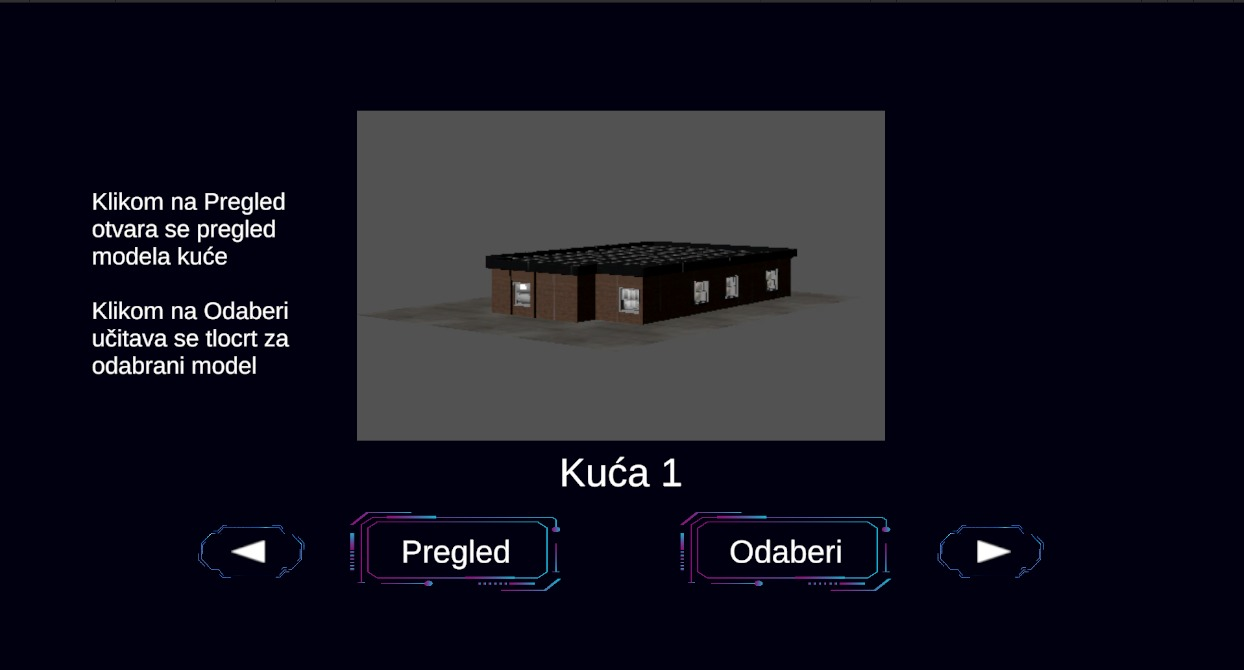 Klikom na Pregled
otvara se pregled
modela kuće
Klikom na Odaberi
učitava se tlocrt za
odabrani model
Kuća 1
Pregled
Odaberi